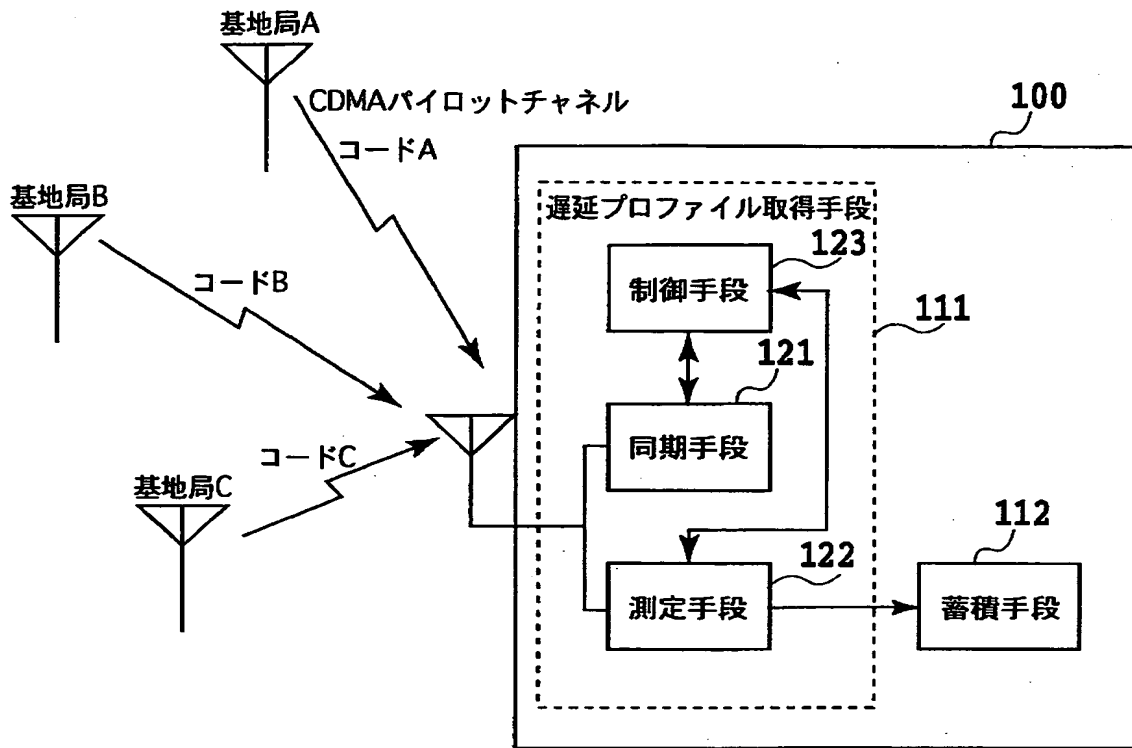 基地局A
CDMAパイロットチャネル
コードA
100
基地局B
コードB
遅延プロファイル取得手段
123
制御手段
111
121
同期手段
コードC
基地局C
112
122
測定手段
蓄積手段